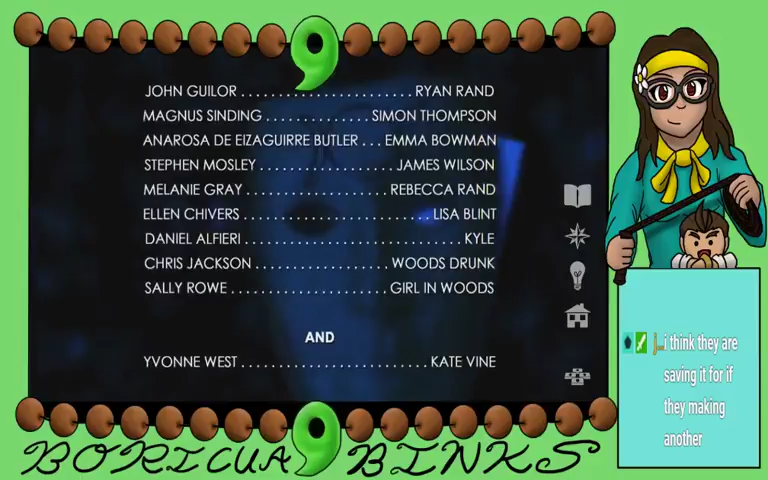 JOHN GUILOR ...................... RYAN RAND
MAGNUS SINDING .............. SIMON THOMPSON
ANAROSA DE EIZAGUIRRE BUTLER ... EMMA BOWMAN
STEPHEN MOSLEY ................... JAMES WILSON
MELANIE GRAY ................... REBECCA RAND
ELLEN CHIVERS ......................... LISA BLINT
DANIEL ALFIERI .............................. KYLE
CHRIS JACKSON ................... WOODS DRUNK
SALLY ROWE ...................... GIRL IN WOODS
AND
YVONNE WEST .......................... KATE VINE
i think they are
saving it for if
they making
another
BORICUA BINKS